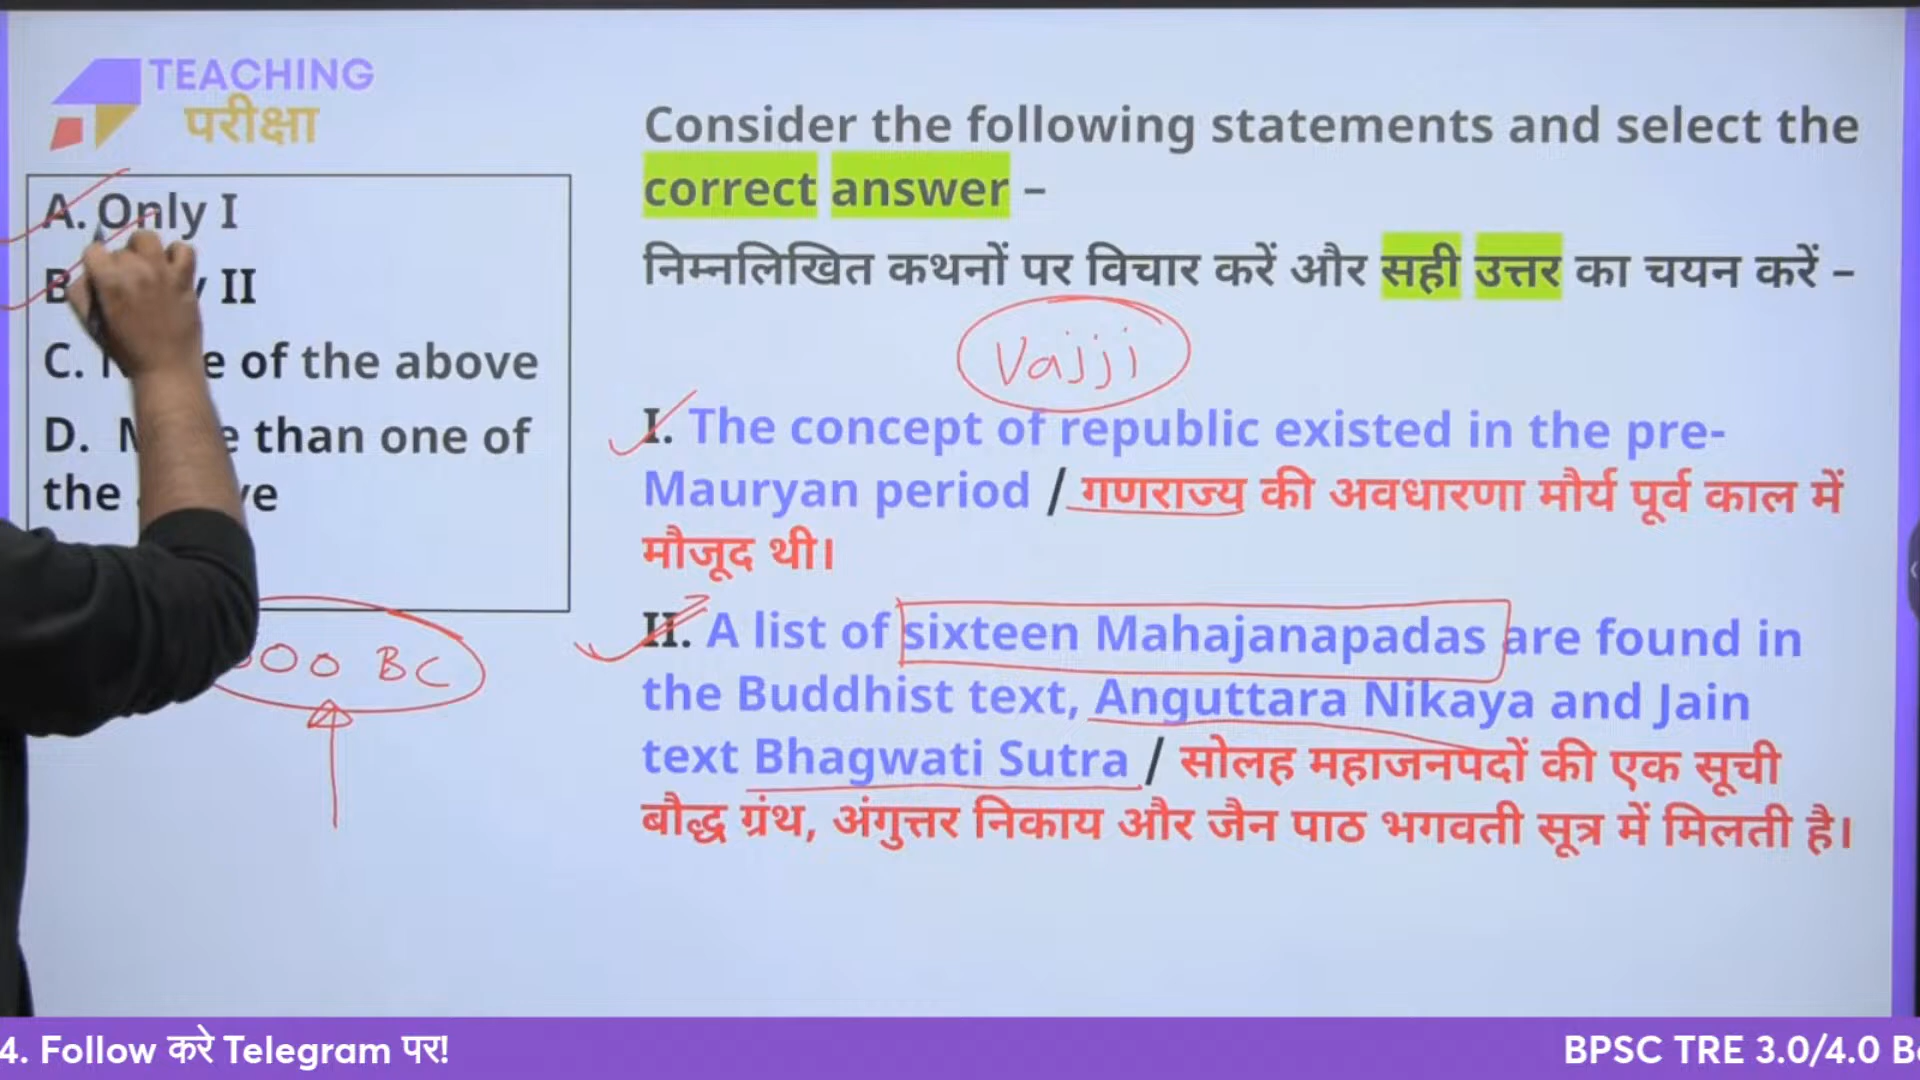 TEACHING
परीक्षा
A. Only I
B II
C. of the above
D. than one of
the
Consider the following statements and select the
correct answer –
निम्नलिखित कथनों पर विचार करें और सही उत्तर का चयन करें –
Vajji
I. The concept of republic existed in the pre-
Mauryan period / गणराज्य की अवधारणा मौर्य पूर्व काल में
मौजूद थी।
II. A list of sixteen Mahajanapadas are found in
the Buddhist text, Anguttara Nikaya and Jain
text Bhagwati Sutra / सोलह महाजनपदों की एक सूची
बौद्ध ग्रंथ, अंगुत्तर निकाय और जैन पाठ भगवती सूत्र में मिलती है।
BC
4. Follow करे Telegram पर!
BPSC TRE 3.0/4.0